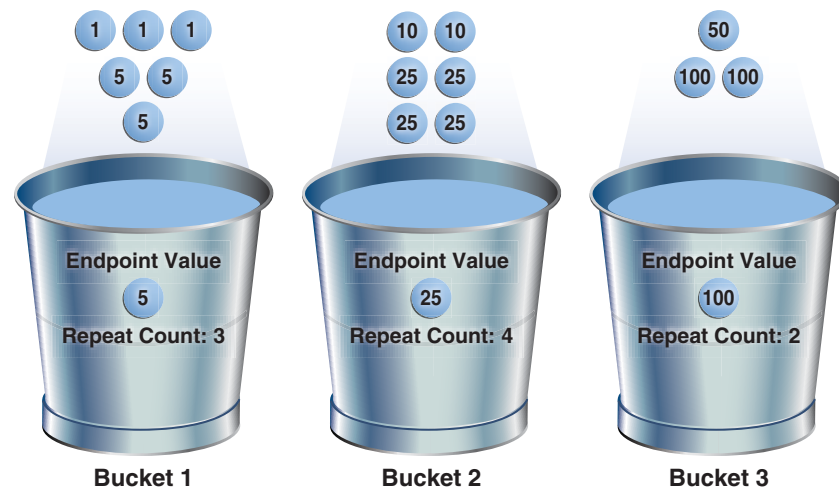 1 1 1
5 5
5
Endpoint Value
5
Repeat Count: 3
Bucket 1
10 10
25 25
25 25
Endpoint Value
25
Repeat Count: 4
Bucket 2
50
100 100
Endpoint Value
100
Repeat Count: 2
Bucket 3